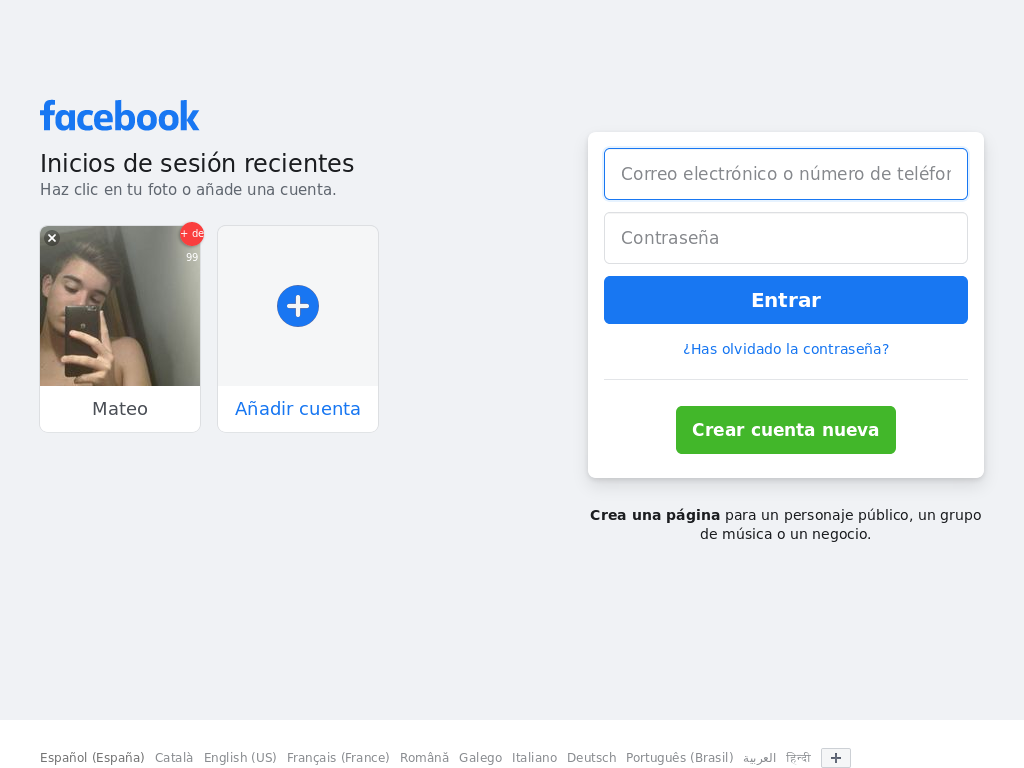 facebook
Inicios de sesión recientes
Haz clic en tu foto o añade una cuenta.
+ de
99
Mateo
Añadir cuenta
Correo electrónico o número de teléfon
Contraseña
Entrar
¿Has olvidado la contraseña?
Crear cuenta nueva
Crea una página para un personaje público, un grupo
de música o un negocio.
Español (España) Català English (US) Français (France) Română Galego Italiano Deutsch Português (Brasil) العربية हिन्दी